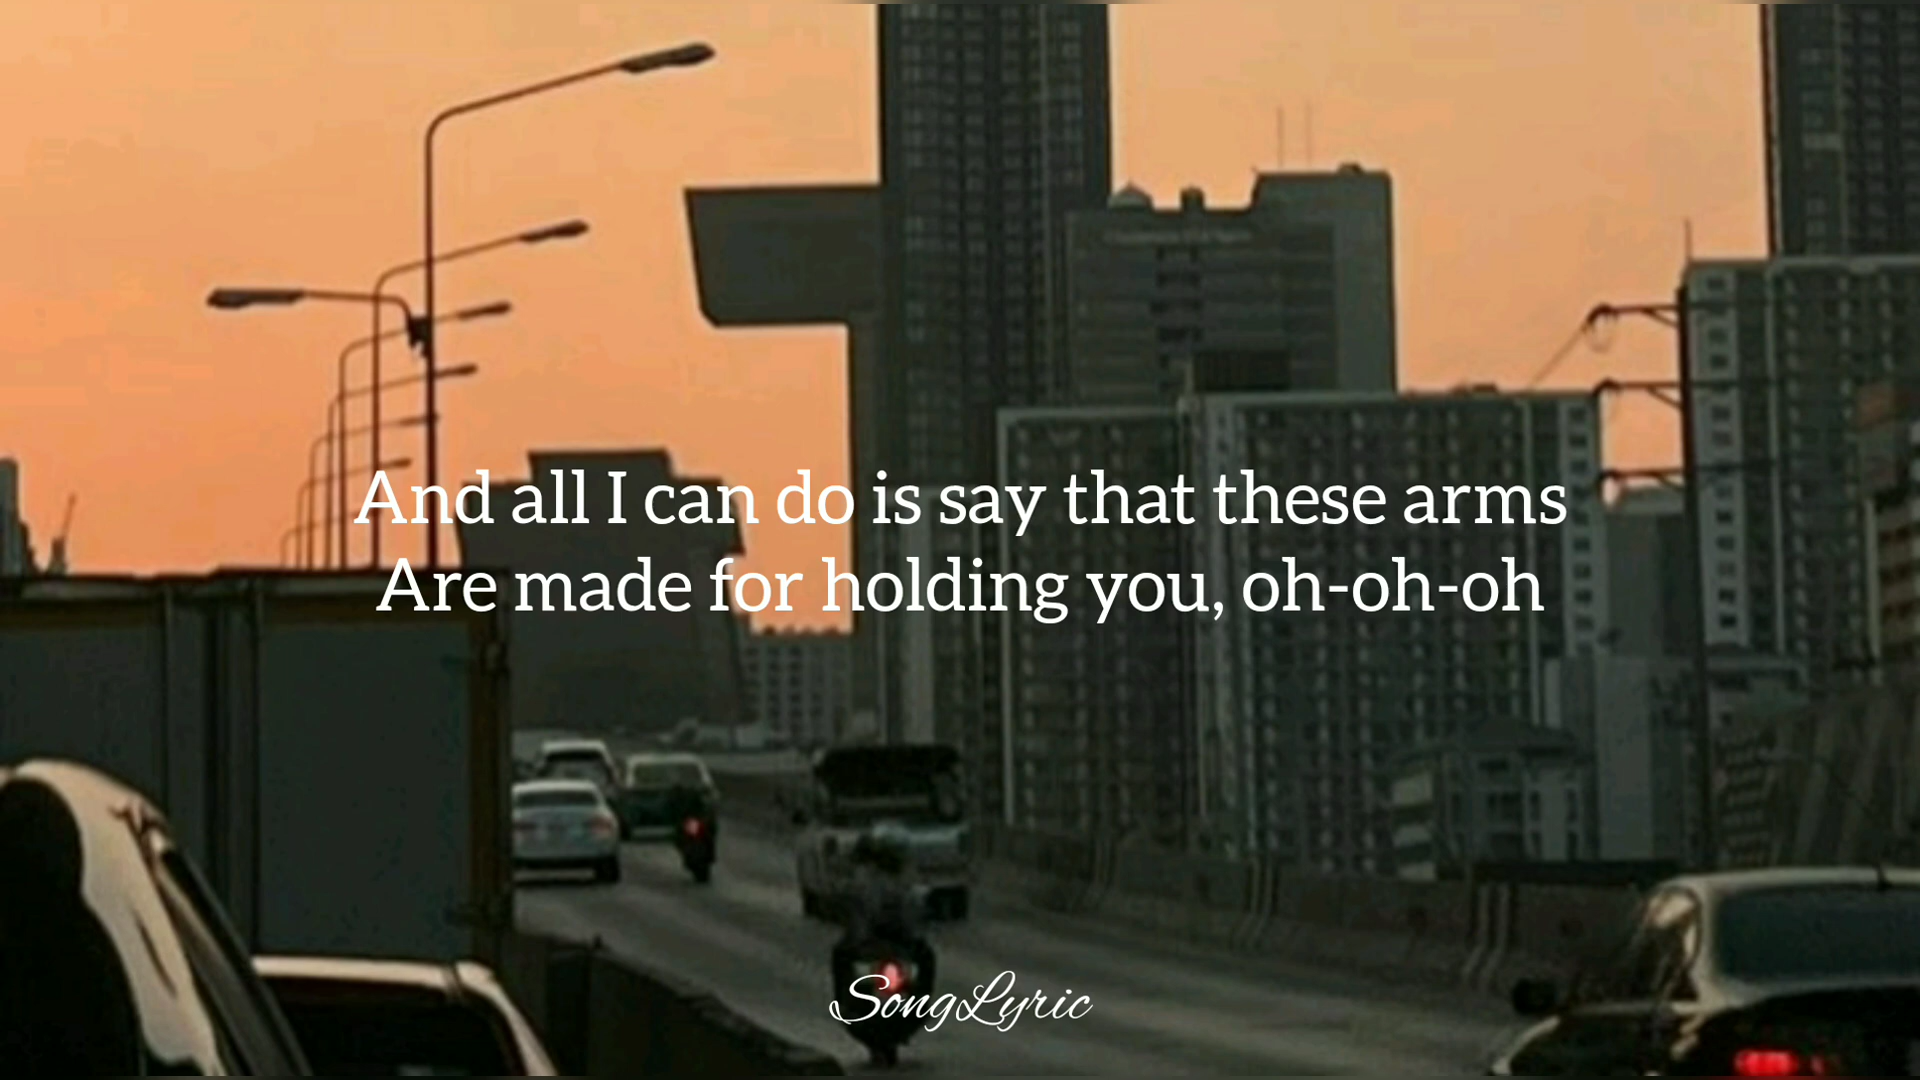 And all I can do is say that these arms
Are made for holding you, oh-oh-oh
SongLyric